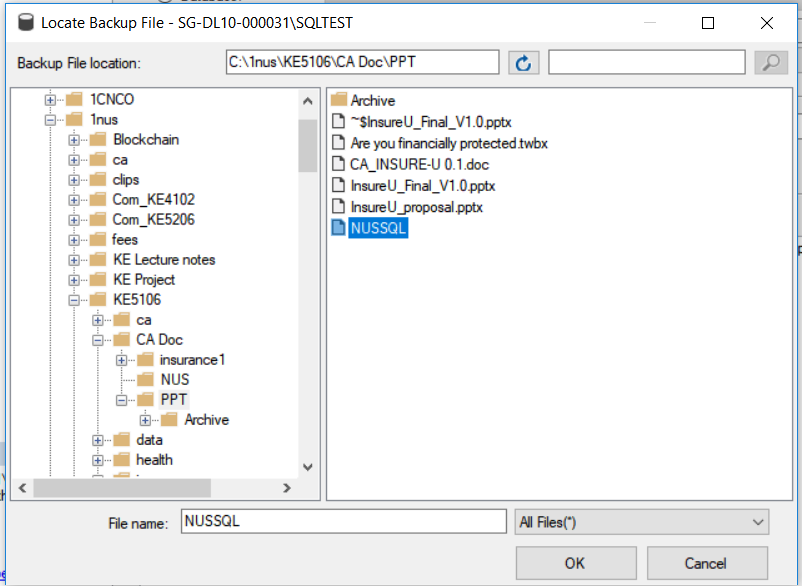 Locate Backup File - SG-DL10-000031\SQLTEST
Backup File location:
C:\1nus\KE5106\CA Doc\PPT
1CNCO
1nus
Blockchain
ca
clips
Com_KE4102
Com_KE5206
fees
KE Lecture notes
KE Project
KE5106
ca
CA Doc
insurance1
NUS
PPT
Archive
data
health
Archive
~$InsureU_Final_V1.0.pptx
Are you financially protected.twbx
CA_INSURE-U 0.1.doc
InsureU_Final_V1.0.pptx
InsureU_proposal.pptx
NUSSQL
File name:
NUSSQL
All Files(*)
OK
Cancel